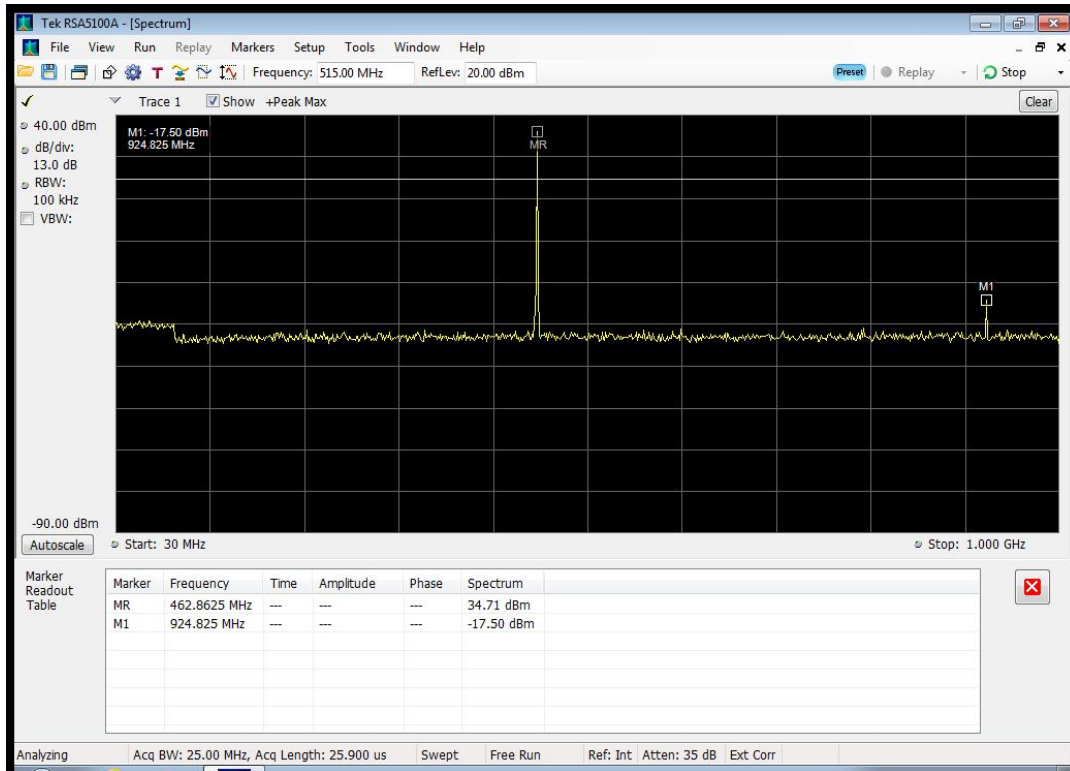 Tek RSA5100A - [Spectrum]
File View Run Replay Markers Setup Tools Window Help
T Frequency: 515.00 MHz RefLev: 20.00 dBm Preset Replay Stop
Trace 1 Show +Peak Max Clear
40.00 dBm
dB/div:
13.0 dB
RBW:
100 kHz
VBW:
M1: -17.50 dBm
924.825 MHz
MR
M1
-90.00 dBm
Autoscale Start: 30 MHz Stop: 1.000 GHz
Marker
Readout
Table
Marker Frequency Time Amplitude Phase Spectrum
MR 462.8625 MHz --- --- --- 34.71 dBm
M1 924.825 MHz --- --- --- -17.50 dBm
Analyzing Acq BW: 25.00 MHz, Acq Length: 25.900 us Swept Free Run Ref: Int Atten: 35 dB Ext Corr